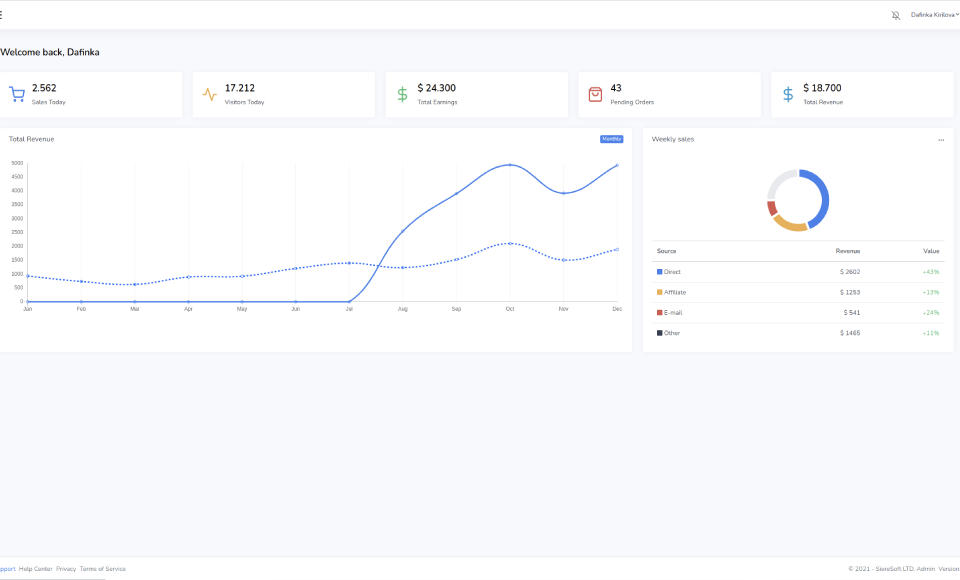 Dafinka Kirilova
Welcome back, Dafinka
2.562
Sales Today
17.212
Visitors Today
$ 24.300
Total Earnings
43
Pending Orders
$ 18.700
Total Revenue
Total Revenue
Monthly
5000
4500
4000
3500
3000
2500
2000
1500
1000
500
0
Jan Feb Mar Apr May Jun Jul Aug Sep Oct Nov Dec
Weekly sales
Source Revenue Value
Direct $ 2602 +43%
Affiliate $ 1253 +13%
E-mail $ 541 +24%
Other $ 1465 +11%
pport Help Center Privacy Terms of Service
© 2021 - SiereSoft LTD. Admin Version